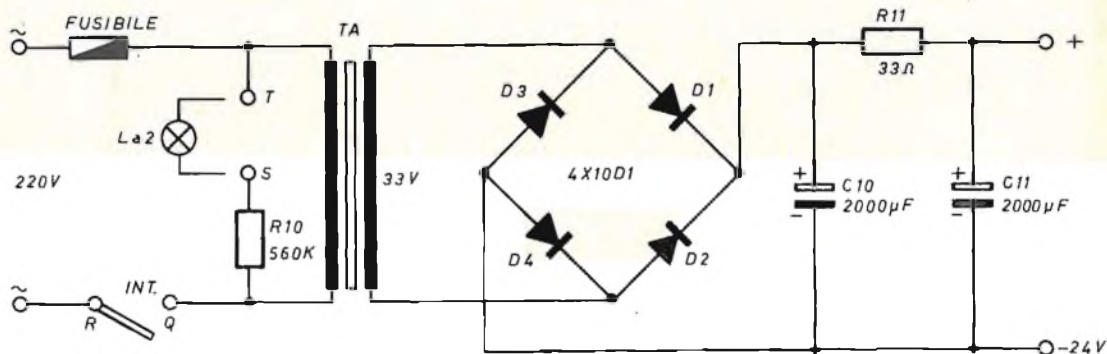 ~
FUSIBILE
TA
R11
33Ω
+
D3
D1
T
La2
S
220V
33V
4X10D1
+
C10
2000µF
-
+
C11
2000µF
-
R10
560K
D4
D2
~
INT.
R
Q
-24V